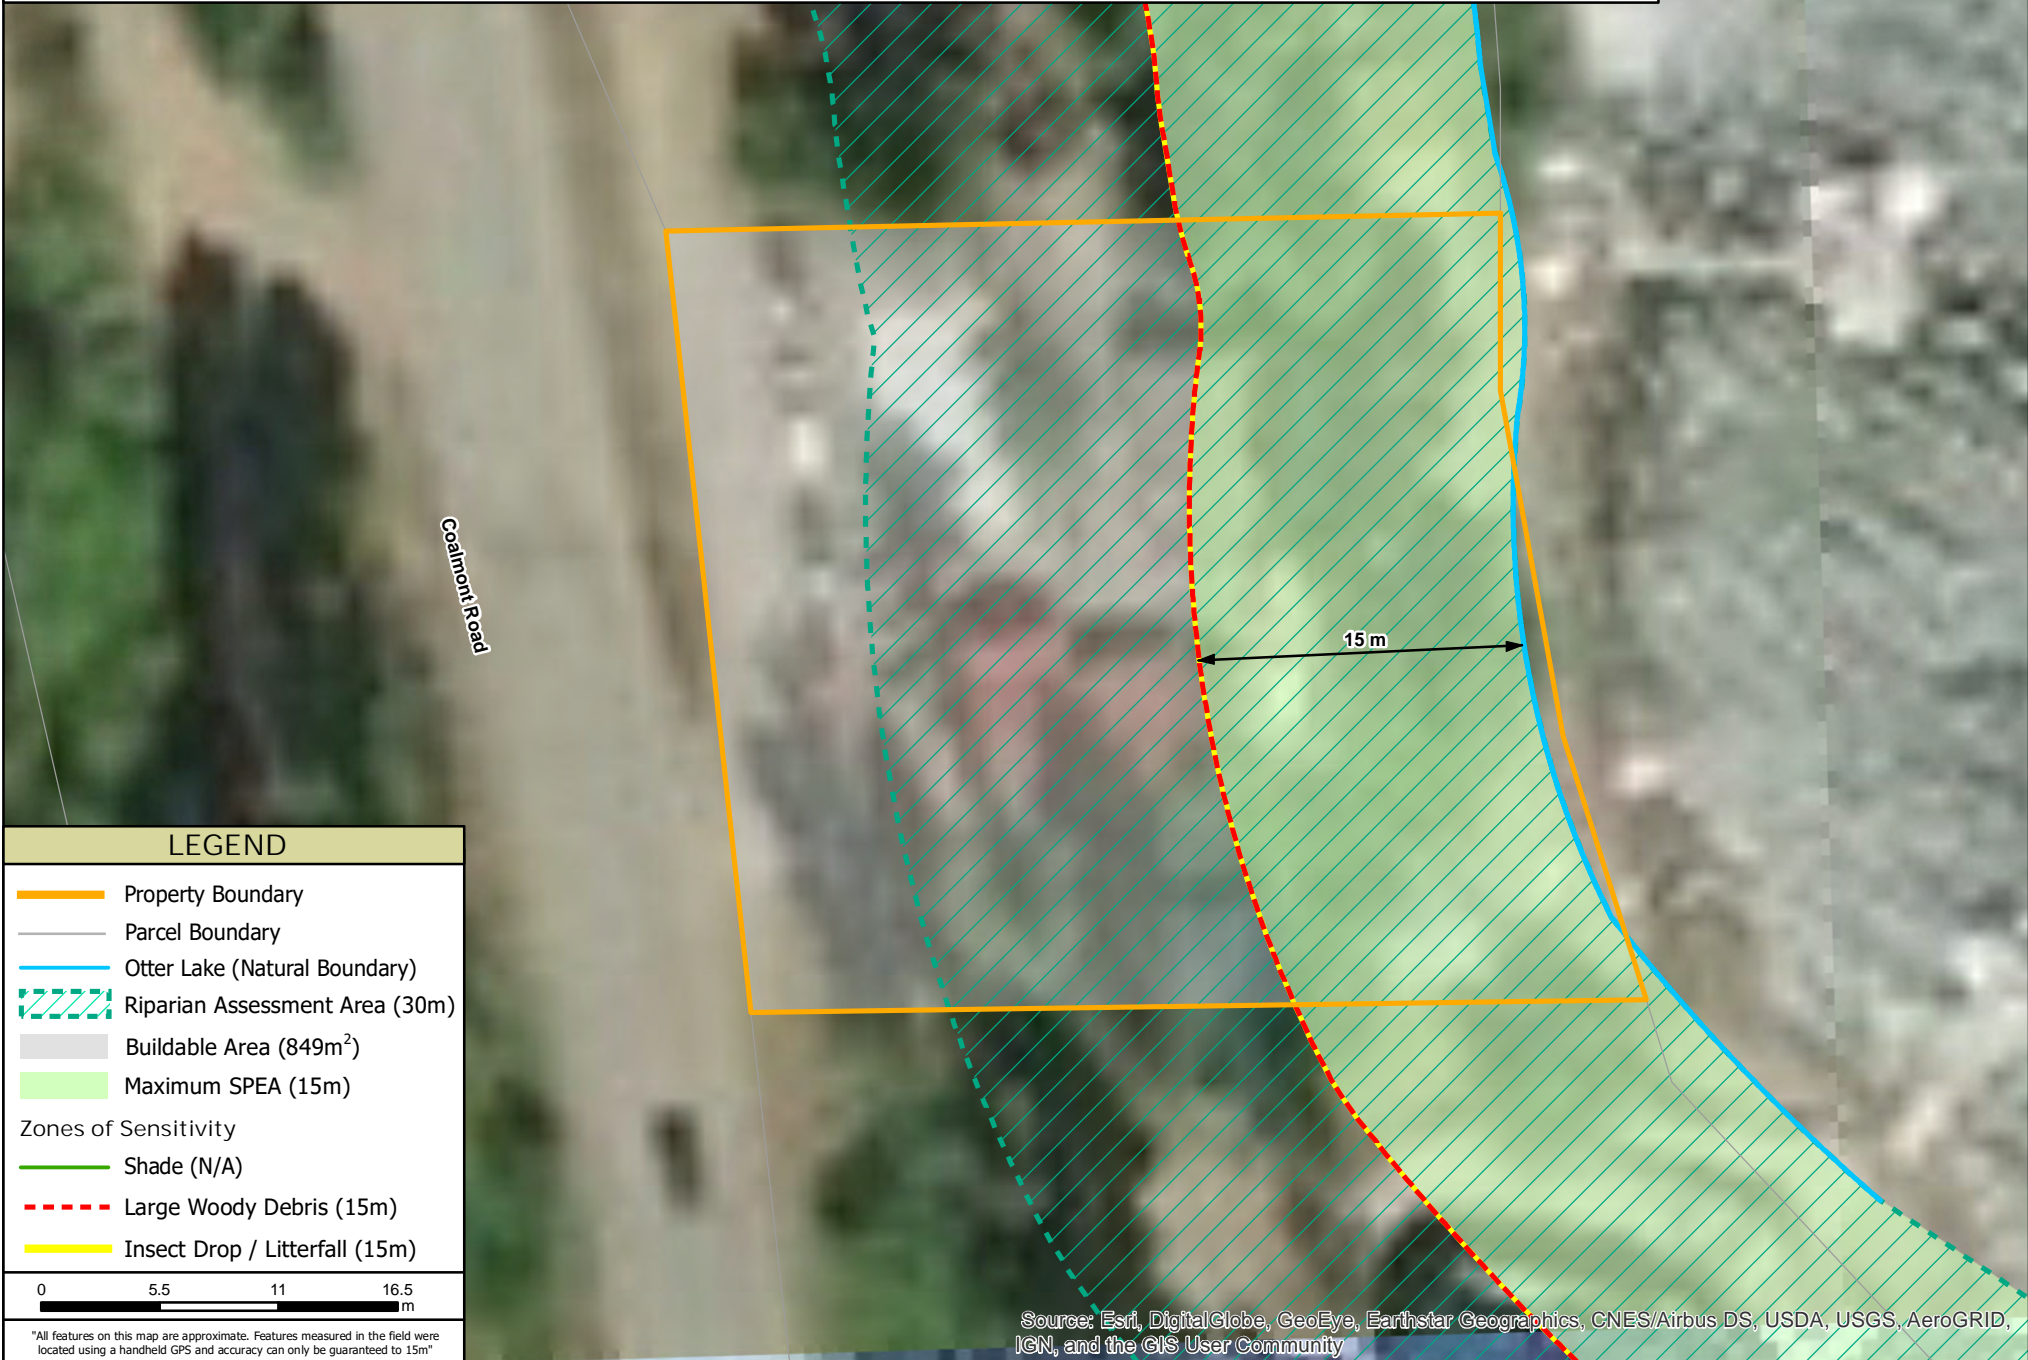 Coalmont Road
15 m
LEGEND
Property Boundary
Parcel Boundary
Otter Lake (Natural Boundary)
Riparian Assessment Area (30m)
Buildable Area (849m²)
Maximum SPEA (15m)
Zones of Sensitivity
Shade (N/A)
Large Woody Debris (15m)
Insect Drop / Litterfall (15m)
0 5.5 11 16.5
m
"All features on this map are approximate. Features measured in the field were
located using a handheld GPS and accuracy can only be guaranteed to 15m"
Source: Esri, DigitalGlobe, GeoEye, Earthstar Geographics, CNES/Airbus DS, USDA, USGS, AeroGRID,
IGN, and the GIS User Community